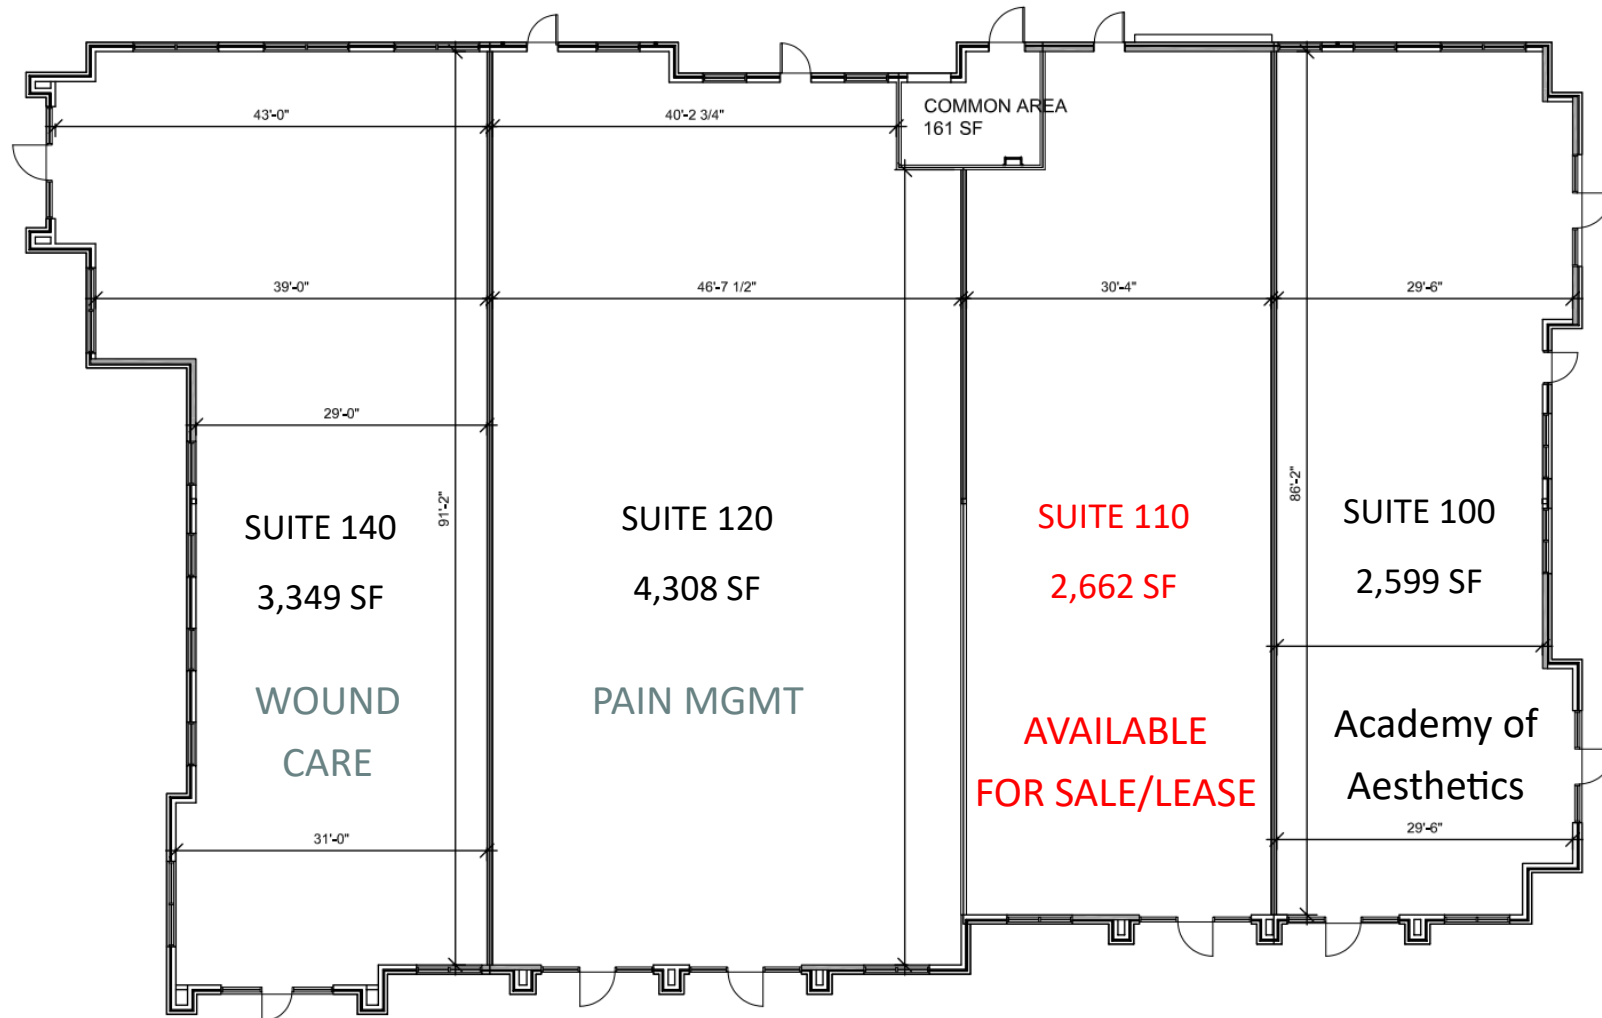 COMMON AREA
161 SF
43'-0"
40'-2 3/4"
39'-0"
46'-7 1/2"
30'-4"
29'-6"
29'-0"
91'-2"
86'-2"
SUITE 140
3,349 SF
WOUND
CARE
SUITE 120
4,308 SF
PAIN MGMT
SUITE 110
2,662 SF
AVAILABLE
FOR SALE/LEASE
SUITE 100
2,599 SF
Academy of
Aesthetics
31'-0"
29'-6"